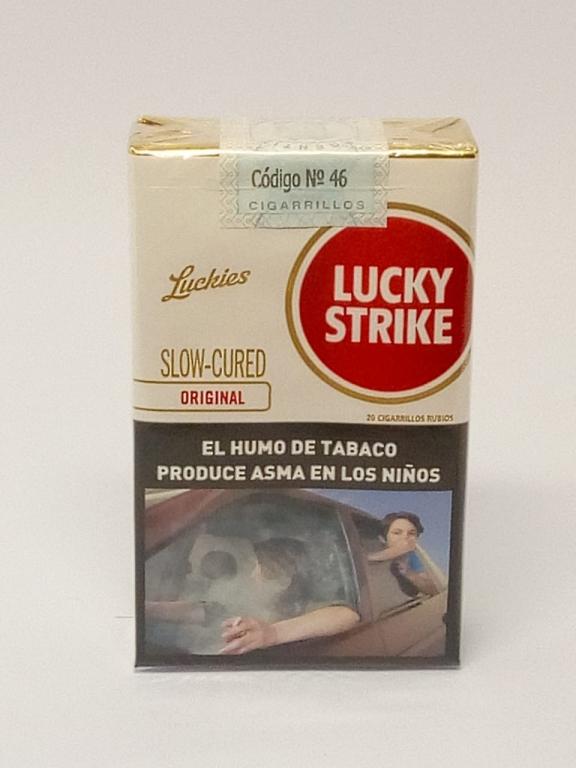 Código Nº 46
CIGARRILLOS
Luckies
LUCKY
STRIKE
SLOW-CURED
ORIGINAL
20 CIGARRILLOS RUBIOS
EL HUMO DE TABACO
PRODUCE ASMA EN LOS NIÑOS